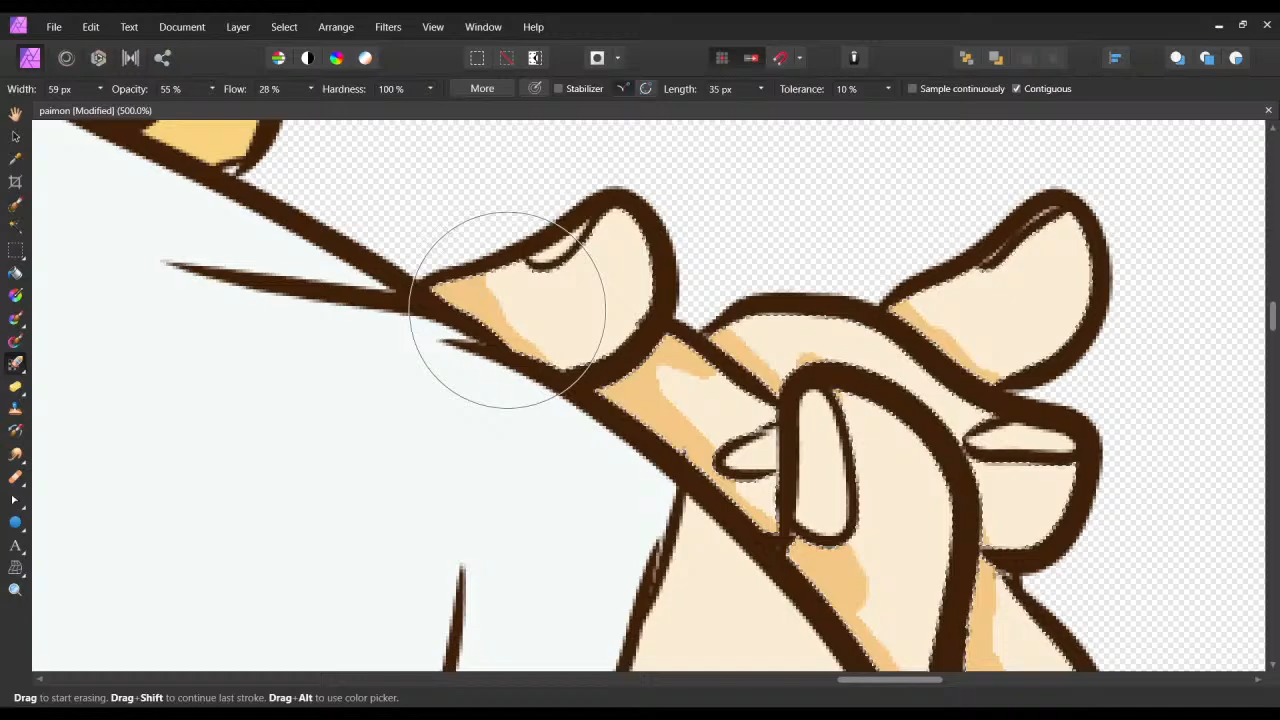 File Edit Text Document Layer Select Arrange Filters View Window Help
Width: 59 px Opacity: 55 % Flow: 28 % Hardness: 100 % More Stabilizer Length: 35 px Tolerance: 10 % Sample continuously Contiguous
paimon [Modified] (500.0%)
A
Drag to start erasing. Drag+Shift to continue last stroke. Drag+Alt to use color picker.